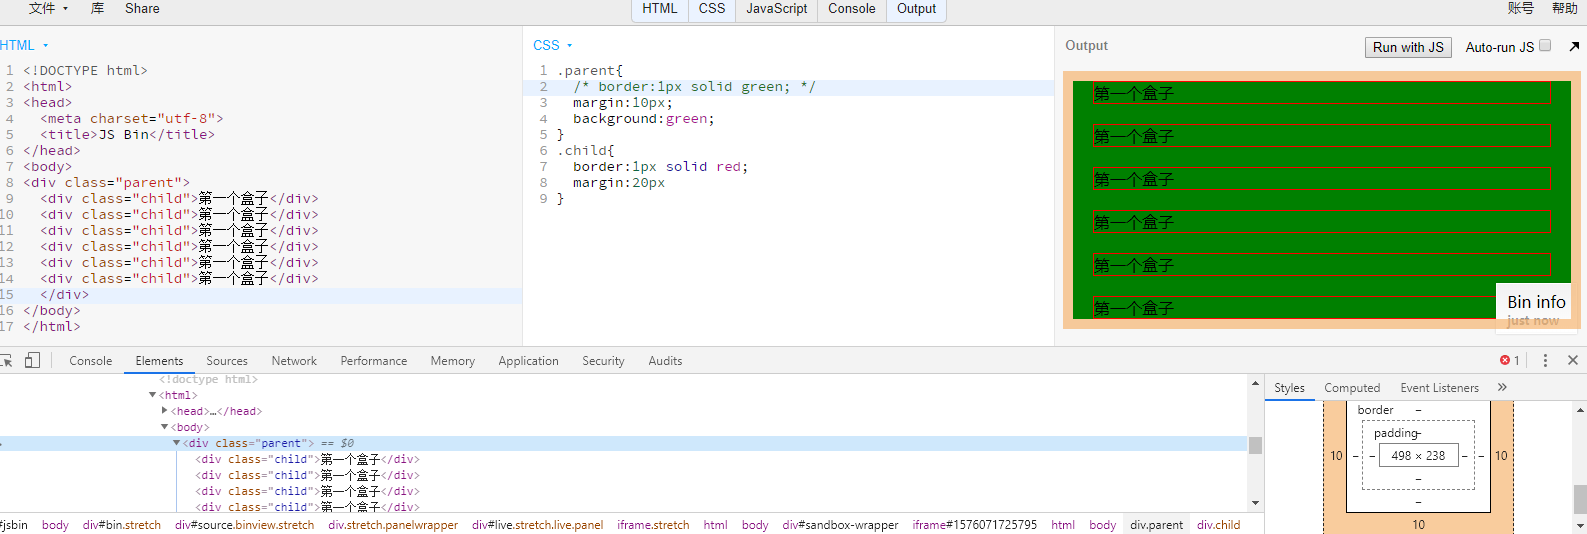 文件 库 Share HTML CSS JavaScript Console Output 账号 帮助
HTML
1 <!DOCTYPE html>
2 <html>
3 <head>
4 <meta charset="utf-8">
5 <title>JS Bin</title>
6 </head>
7 <body>
8 <div class="parent">
9 <div class="child">第一个盒子</div>
10 <div class="child">第一个盒子</div>
11 <div class="child">第一个盒子</div>
12 <div class="child">第一个盒子</div>
13 <div class="child">第一个盒子</div>
14 <div class="child">第一个盒子</div>
15 </div>
16 </body>
17 </html>
CSS
1 .parent{
2 /* border:1px solid green; */
3 margin:10px;
4 background:green;
5 }
6 .child{
7 border:1px solid red;
8 margin:20px
9 }
Output Run with JS Auto-run JS
第一个盒子
第一个盒子
第一个盒子
第一个盒子
第一个盒子
第一个盒子
Bin info
just now
Console Elements Sources Network Performance Memory Application Security Audits 1
<!doctype html>
<html>
<head>…</head>
<body>
<div class="parent"> == $0
<div class="child">第一个盒子</div>
<div class="child">第一个盒子</div>
<div class="child">第一个盒子</div>
<div class="child">第一个盒子</div>
#jsbin body div#bin.stretch div#source.binview.stretch div.stretch.panelwrapper div#live.stretch.live.panel iframe.stretch html body div#sandbox-wrapper iframe#1576071725795 html body div.parent div.child
Styles Computed Event Listeners »
border –
padding –
10 – – 498 × 238 – – 10
–
–
10